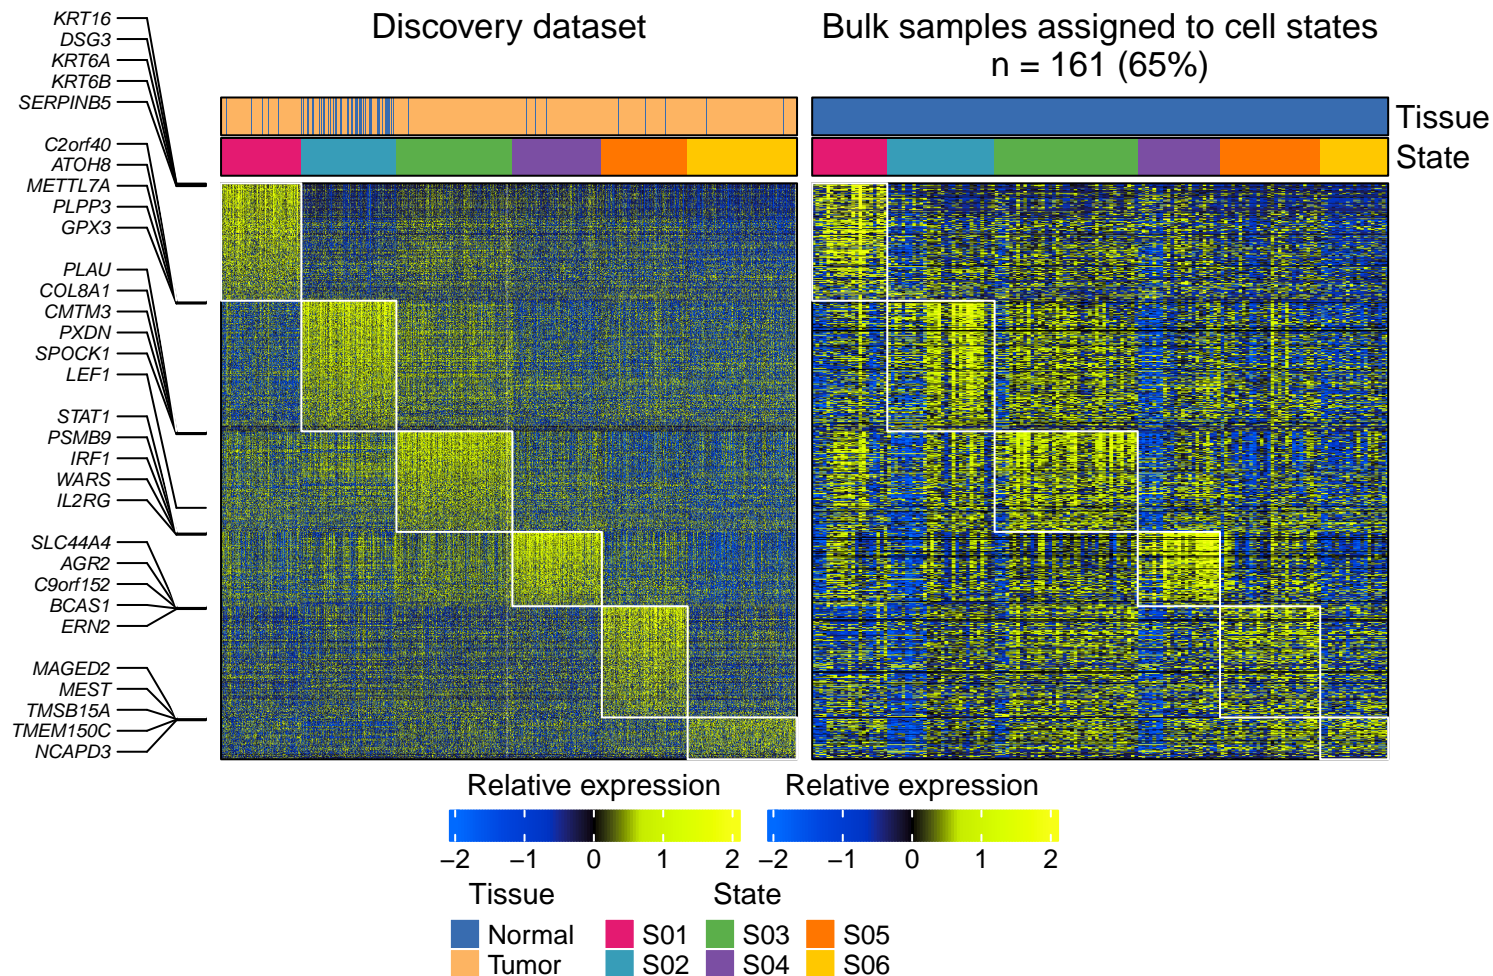 Discovery dataset
Bulk samples assigned to cell states
n = 161 (65%)
KRT16
DSG3
KRT6A
KRT6B
SERPINB5
C2orf40
ATOH8
METTL7A
PLPP3
GPX3
PLAU
COL8A1
CMTM3
PXDN
SPOCK1
LEF1
STAT1
PSMB9
IRF1
WARS
IL2RG
SLC44A4
AGR2
C9orf152
BCAS1
ERN2
MAGED2
MEST
TMSB15A
TMEM150C
NCAPD3
Tissue
State
Relative expression
−2 −1 0 1 2
Relative expression
−2 −1 0 1 2
Tissue
Normal
Tumor
State
S01 S03 S05
S02 S04 S06